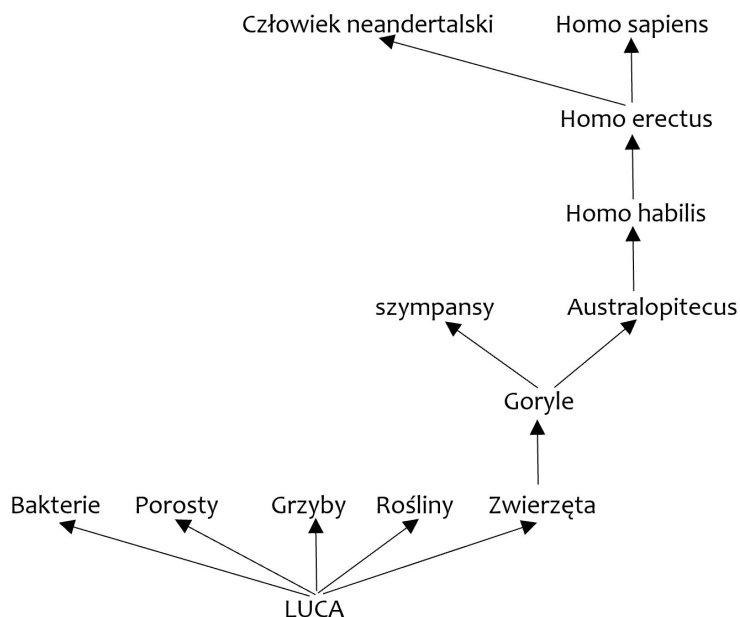 Człowiek neandertalski
Homo sapiens
Homo erectus
Homo habilis
szympansy
Australopitecus
Goryle
Bakterie
Porosty
Grzyby
Rośliny
Zwierzęta
LUCA